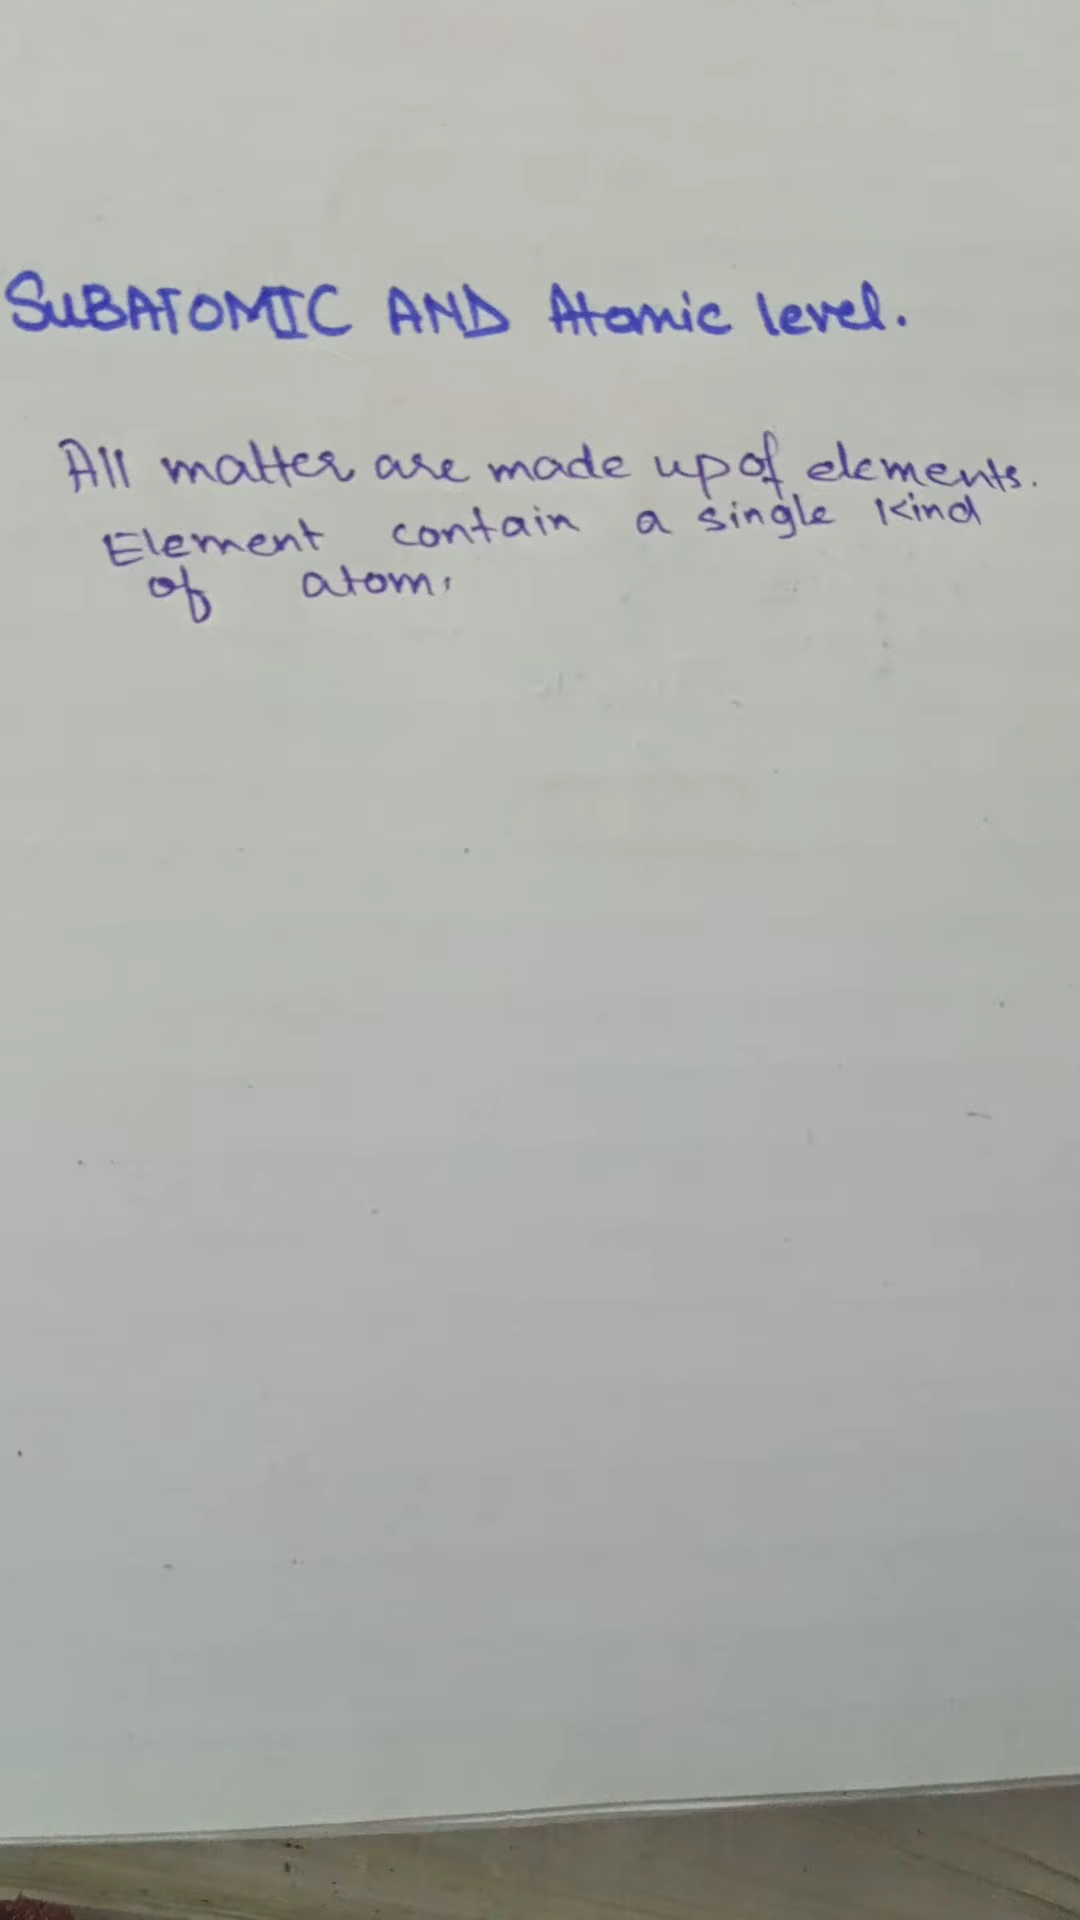 SUBATOMIC AND Atomic level.
All matter are made up of elements.
Element contain a single kind
of atom.